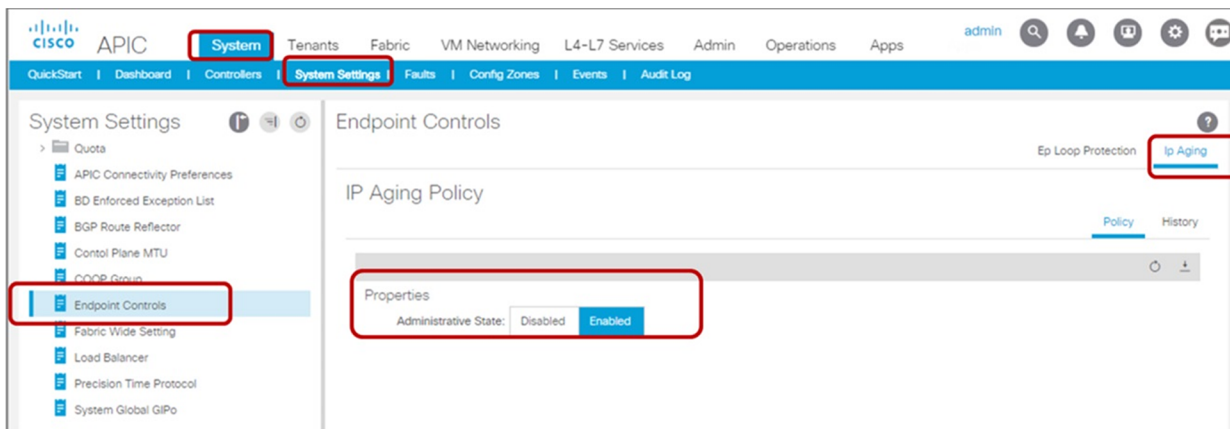 CISCO APIC System Tenants Fabric VM Networking L4-L7 Services Admin Operations Apps admin
QuickStart | Dashboard | Controllers | System Settings | Faults | Config Zones | Events | Audit Log
System Settings
Quota
APIC Connectivity Preferences
BD Enforced Exception List
BGP Route Reflector
Contol Plane MTU
COOP Group
Endpoint Controls
Fabric Wide Setting
Load Balancer
Precision Time Protocol
System Global GIPo
Endpoint Controls
Ep Loop Protection Ip Aging
IP Aging Policy
Policy History
Properties
Administrative State: Disabled Enabled